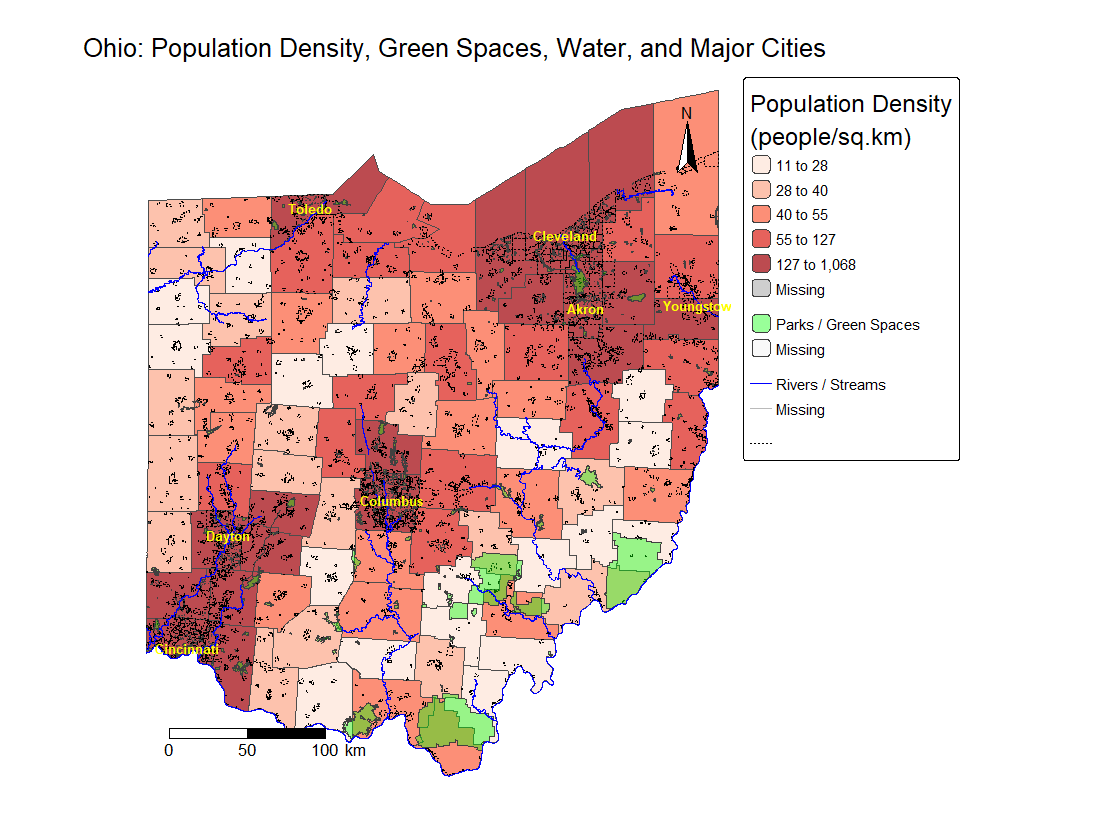 Ohio: Population Density, Green Spaces, Water, and Major Cities
N
Population Density
(people/sq.km)
11 to 28
28 to 40
40 to 55
55 to 127
127 to 1,068
Missing
Parks / Green Spaces
Missing
Rivers / Streams
Missing
Toledo
Cleveland
Akron
Youngstow
Columbus
Dayton
Cincinnati
0 50 100 km